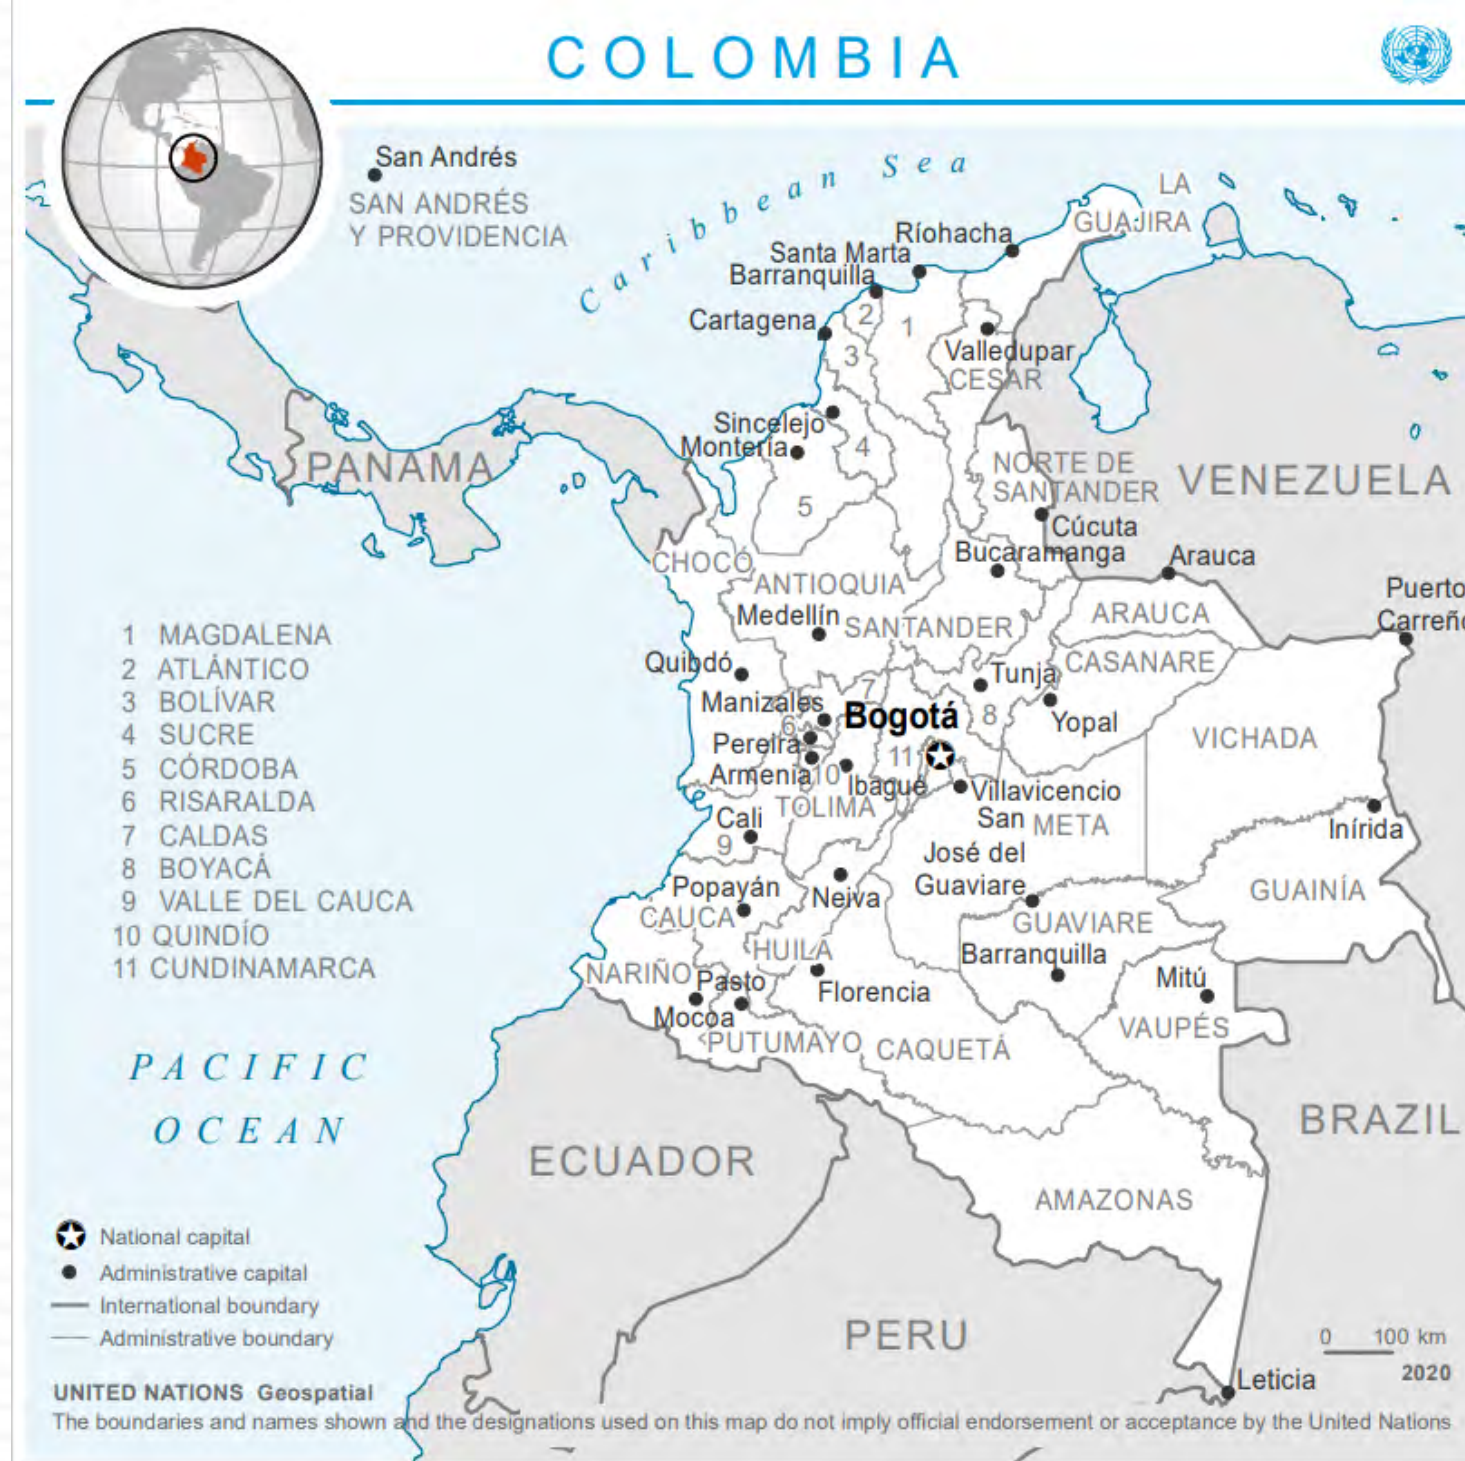 COLOMBIA
San Andrés
SAN ANDRÉS
Y PROVIDENCIA
Caribbean Sea
LA
GUAJIRA
Ríohacha
Santa Marta
Barranquilla
Cartagena
2
1
3
Valledupar
CESAR
Sincelejo
Montería
4
5
PANAMA
NORTE DE
SANTANDER
VENEZUELA
Cúcuta
Bucaramanga
Arauca
CHOCÓ
ANTIOQUIA
Medellín
SANTANDER
ARAUCA
Puerto
Carreño
Quibdó
Tunja
CASANARE
Manizales
7
Bogotá
8
Yopal
VICHADA
6
Pereira
11
Armenia
10
Ibagué
Villavicencio
TOLIMA
San
META
Cali
9
José del
Guaviare
Inírida
Popayán
Neiva
GUAINÍA
CAUCA
GUAVIARE
HUILA
Barranquilla
NARIÑO
Pasto
Florencia
Mitú
Mocoa
PUTUMAYO
CAQUETÁ
VAUPÉS
1 MAGDALENA
2 ATLÁNTICO
3 BOLÍVAR
4 SUCRE
5 CÓRDOBA
6 RISARALDA
7 CALDAS
8 BOYACÁ
9 VALLE DEL CAUCA
10 QUINDÍO
11 CUNDINAMARCA
PACIFIC
OCEAN
ECUADOR
BRAZIL
AMAZONAS
PERU
Leticia
National capital
Administrative capital
International boundary
Administrative boundary
0 100 km
2020
UNITED NATIONS Geospatial
The boundaries and names shown and the designations used on this map do not imply official endorsement or acceptance by the United Nations